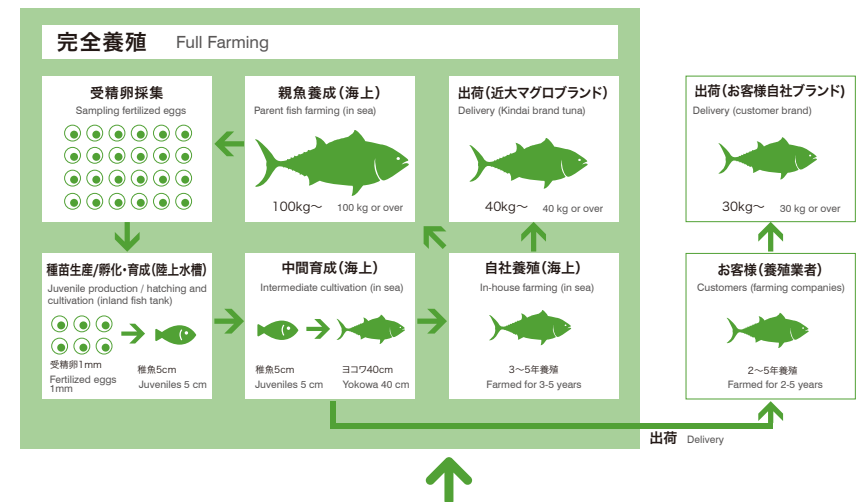 完全養殖 Full Farming
受精卵採集
Sampling fertilized eggs
親魚養成(海上)
Parent fish farming (in sea)
100kg〜 100 kg or over
出荷(近大マグロブランド)
Delivery (Kindai brand tuna)
40kg〜 40 kg or over
出荷(お客様自社ブランド)
Delivery (customer brand)
30kg〜 30 kg or over
種苗生産/孵化・育成(陸上水槽)
Juvenile production / hatching and
cultivation (inland fish tank)
受精卵1mm
Fertilized eggs
1mm
稚魚5cm
Juveniles 5 cm
中間育成(海上)
Intermediate cultivation (in sea)
稚魚5cm
Juveniles 5 cm
ヨコワ40cm
Yokowa 40 cm
自社養殖(海上)
In-house farming (in sea)
3〜5年養殖
Farmed for 3-5 years
お客様(養殖業者)
Customers (farming companies)
2〜5年養殖
Farmed for 2-5 years
出荷 Delivery